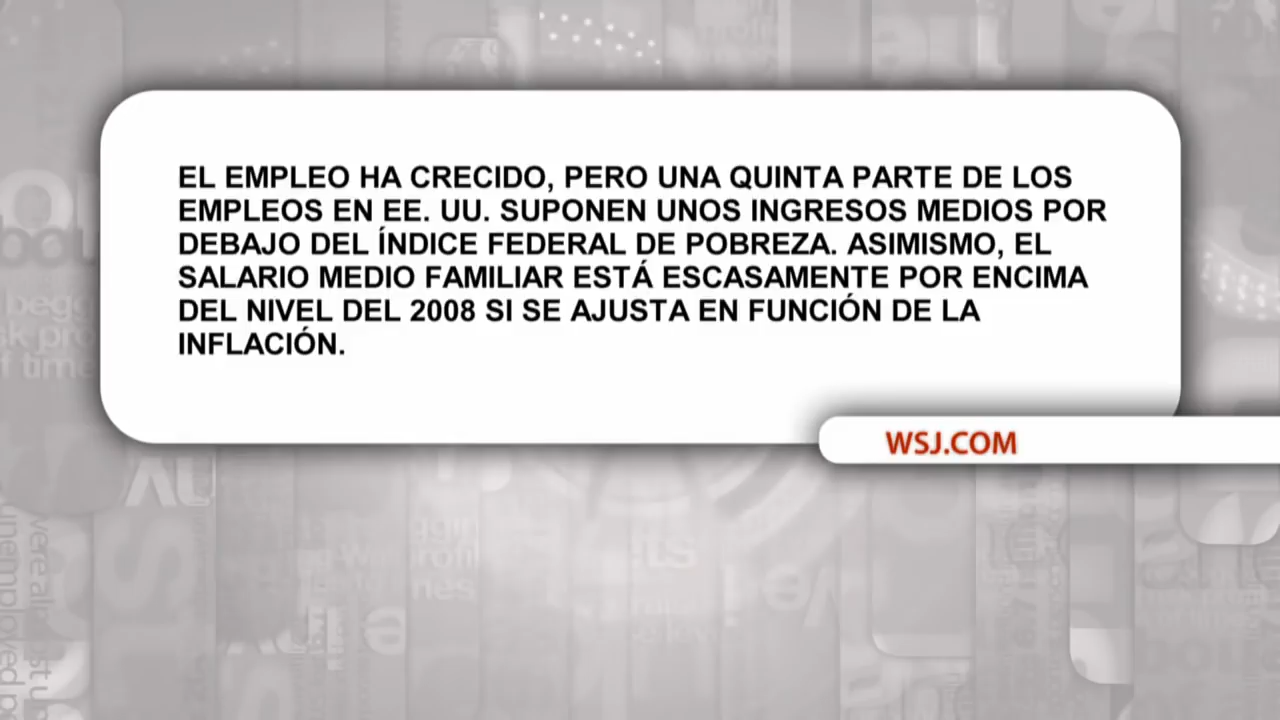 EL EMPLEO HA CRECIDO, PERO UNA QUINTA PARTE DE LOS
EMPLEOS EN EE. UU. SUPONEN UNOS INGRESOS MEDIOS POR
DEBAJO DEL ÍNDICE FEDERAL DE POBREZA. ASIMISMO, EL
SALARIO MEDIO FAMILIAR ESTÁ ESCASAMENTE POR ENCIMA
DEL NIVEL DEL 2008 SI SE AJUSTA EN FUNCIÓN DE LA
INFLACIÓN.
WSJ.COM